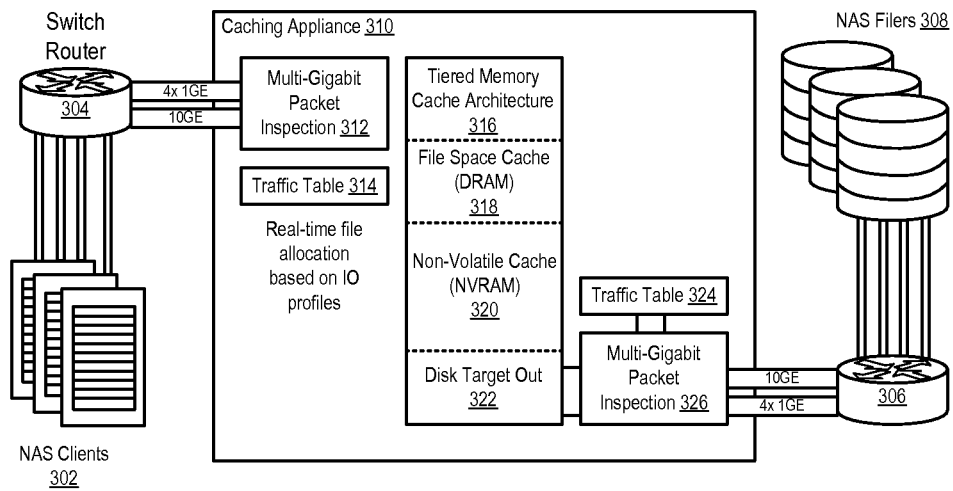 Switch
Router
304
NAS Clients
302
4x 1GE
10GE
Caching Appliance 310
Multi-Gigabit
Packet
Inspection 312
Traffic Table 314
Real-time file
allocation
based on IO
profiles
Tiered Memory
Cache Architecture
316
File Space Cache
(DRAM)
318
Non-Volatile Cache
(NVRAM)
320
Disk Target Out
322
Traffic Table 324
Multi-Gigabit
Packet
Inspection 326
10GE
4x 1GE
306
NAS Filers 308